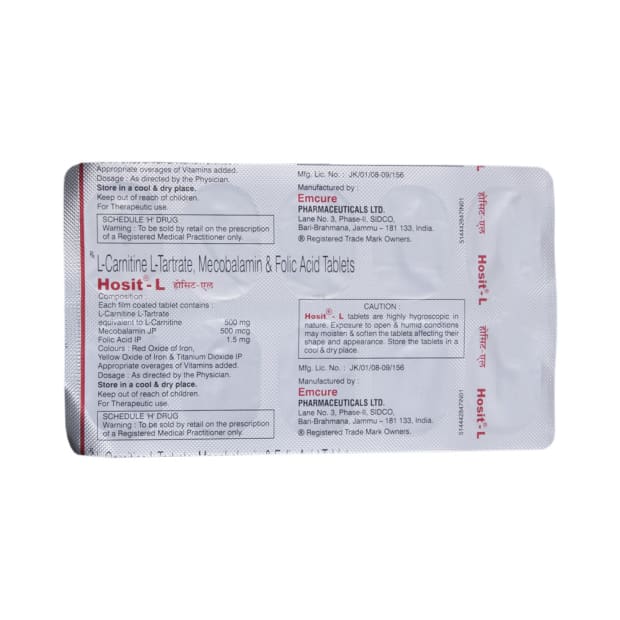 Appropriate overages of Vitamins added.
Dosage : As directed by the Physician.
Store in a cool & dry place.
Keep out of reach of children.
For Therapeutic use.
SCHEDULE 'H' DRUG
Warning : To be sold by retail on the prescription
of a Registered Medical Practitioner only.
Mfg. Lic. No. : JK/01/08-09/156
Manufactured by :
Emcure
PHARMACEUTICALS LTD.
Lane No. 3, Phase-II, SIDCO,
Bari-Brahmana, Jammu – 181 133, India.
® Registered Trade Mark Owners.
Rx L-Carnitine L-Tartrate, Mecobalamin & Folic Acid Tablets
Hosit® - L होसिट-एल
Composition :
Each film coated tablet contains :
L-Carnitine L-Tartrate
equivalent to L-Carnitine 500 mg
Mecobalamin JP 500 mcg
Folic Acid IP 1.5 mg
Colours : Red Oxide of Iron,
Yellow Oxide of Iron & Titanium Dioxide IP
Appropriate overages of Vitamins added.
Dosage : As directed by the Physician.
Store in a cool & dry place.
Keep out of reach of children.
For Therapeutic use.
SCHEDULE 'H' DRUG
Warning : To be sold by retail on the prescription
of a Registered Medical Practitioner only.
CAUTION :
Hosit® - L tablets are highly hygroscopic in
nature. Exposure to open & humid conditions
may moisten & soften the tablets affecting their
shape and appearance. Store the tablets in a
cool & dry place.
Mfg. Lic. No. : JK/01/08-09/156
Manufactured by :
Emcure
PHARMACEUTICALS LTD.
Lane No. 3, Phase-II, SIDCO,
Bari-Brahmana, Jammu – 181 133, India.
® Registered Trade Mark Owners.
L
होसिट-एल
Hosit® - L
होसिट-एल
Hosit® - L